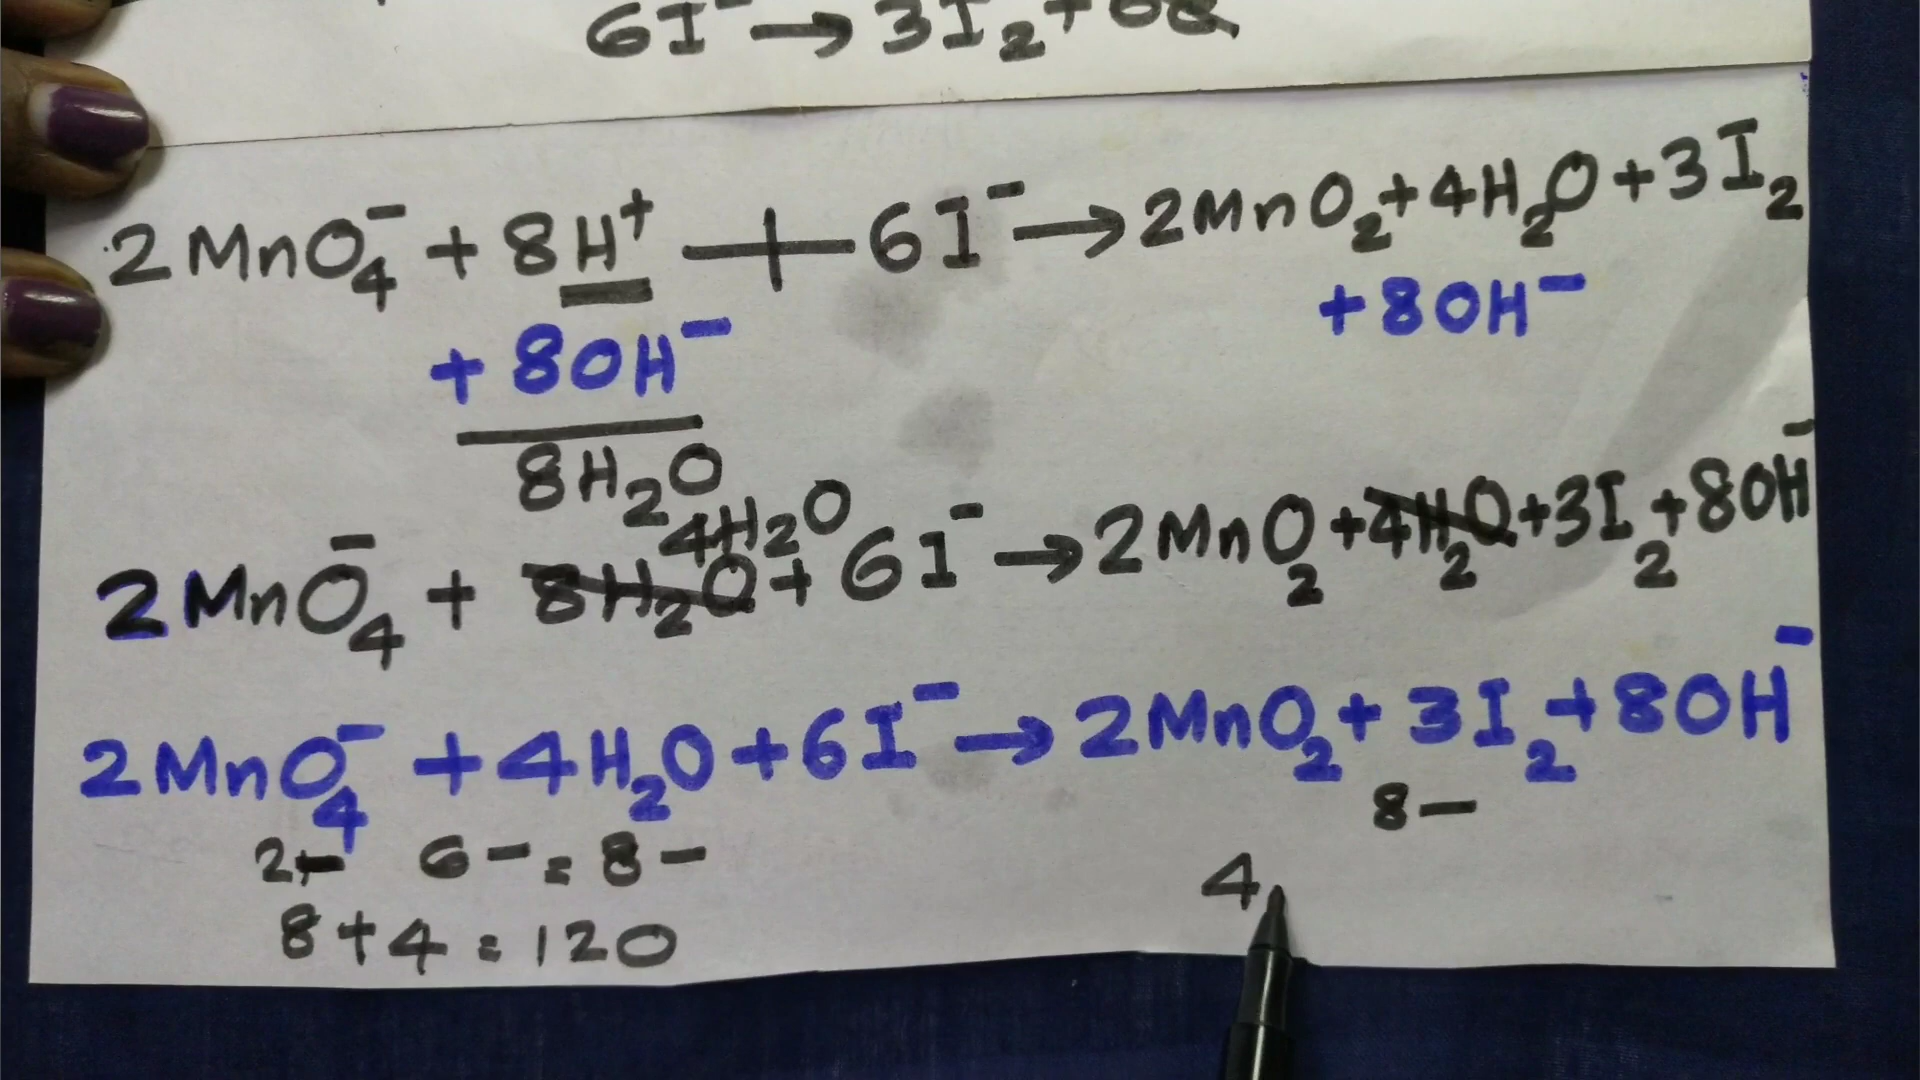 6I⁻ → 3I₂ + 6e
2MnO₄⁻ + 8H⁺ + 6I⁻ → 2MnO₂ + 4H₂O + 3I₂
+ 8OH⁻ + 8OH⁻
8H₂O
4H₂O
2MnO₄⁻ + 8H₂O + 6I⁻ → 2MnO₂ + 4H₂O + 3I₂ + 8OH⁻
2MnO₄⁻ + 4H₂O + 6I⁻ → 2MnO₂ + 3I₂ + 8OH⁻
2- 6- = 8- 8-
8+4 = 12O 4